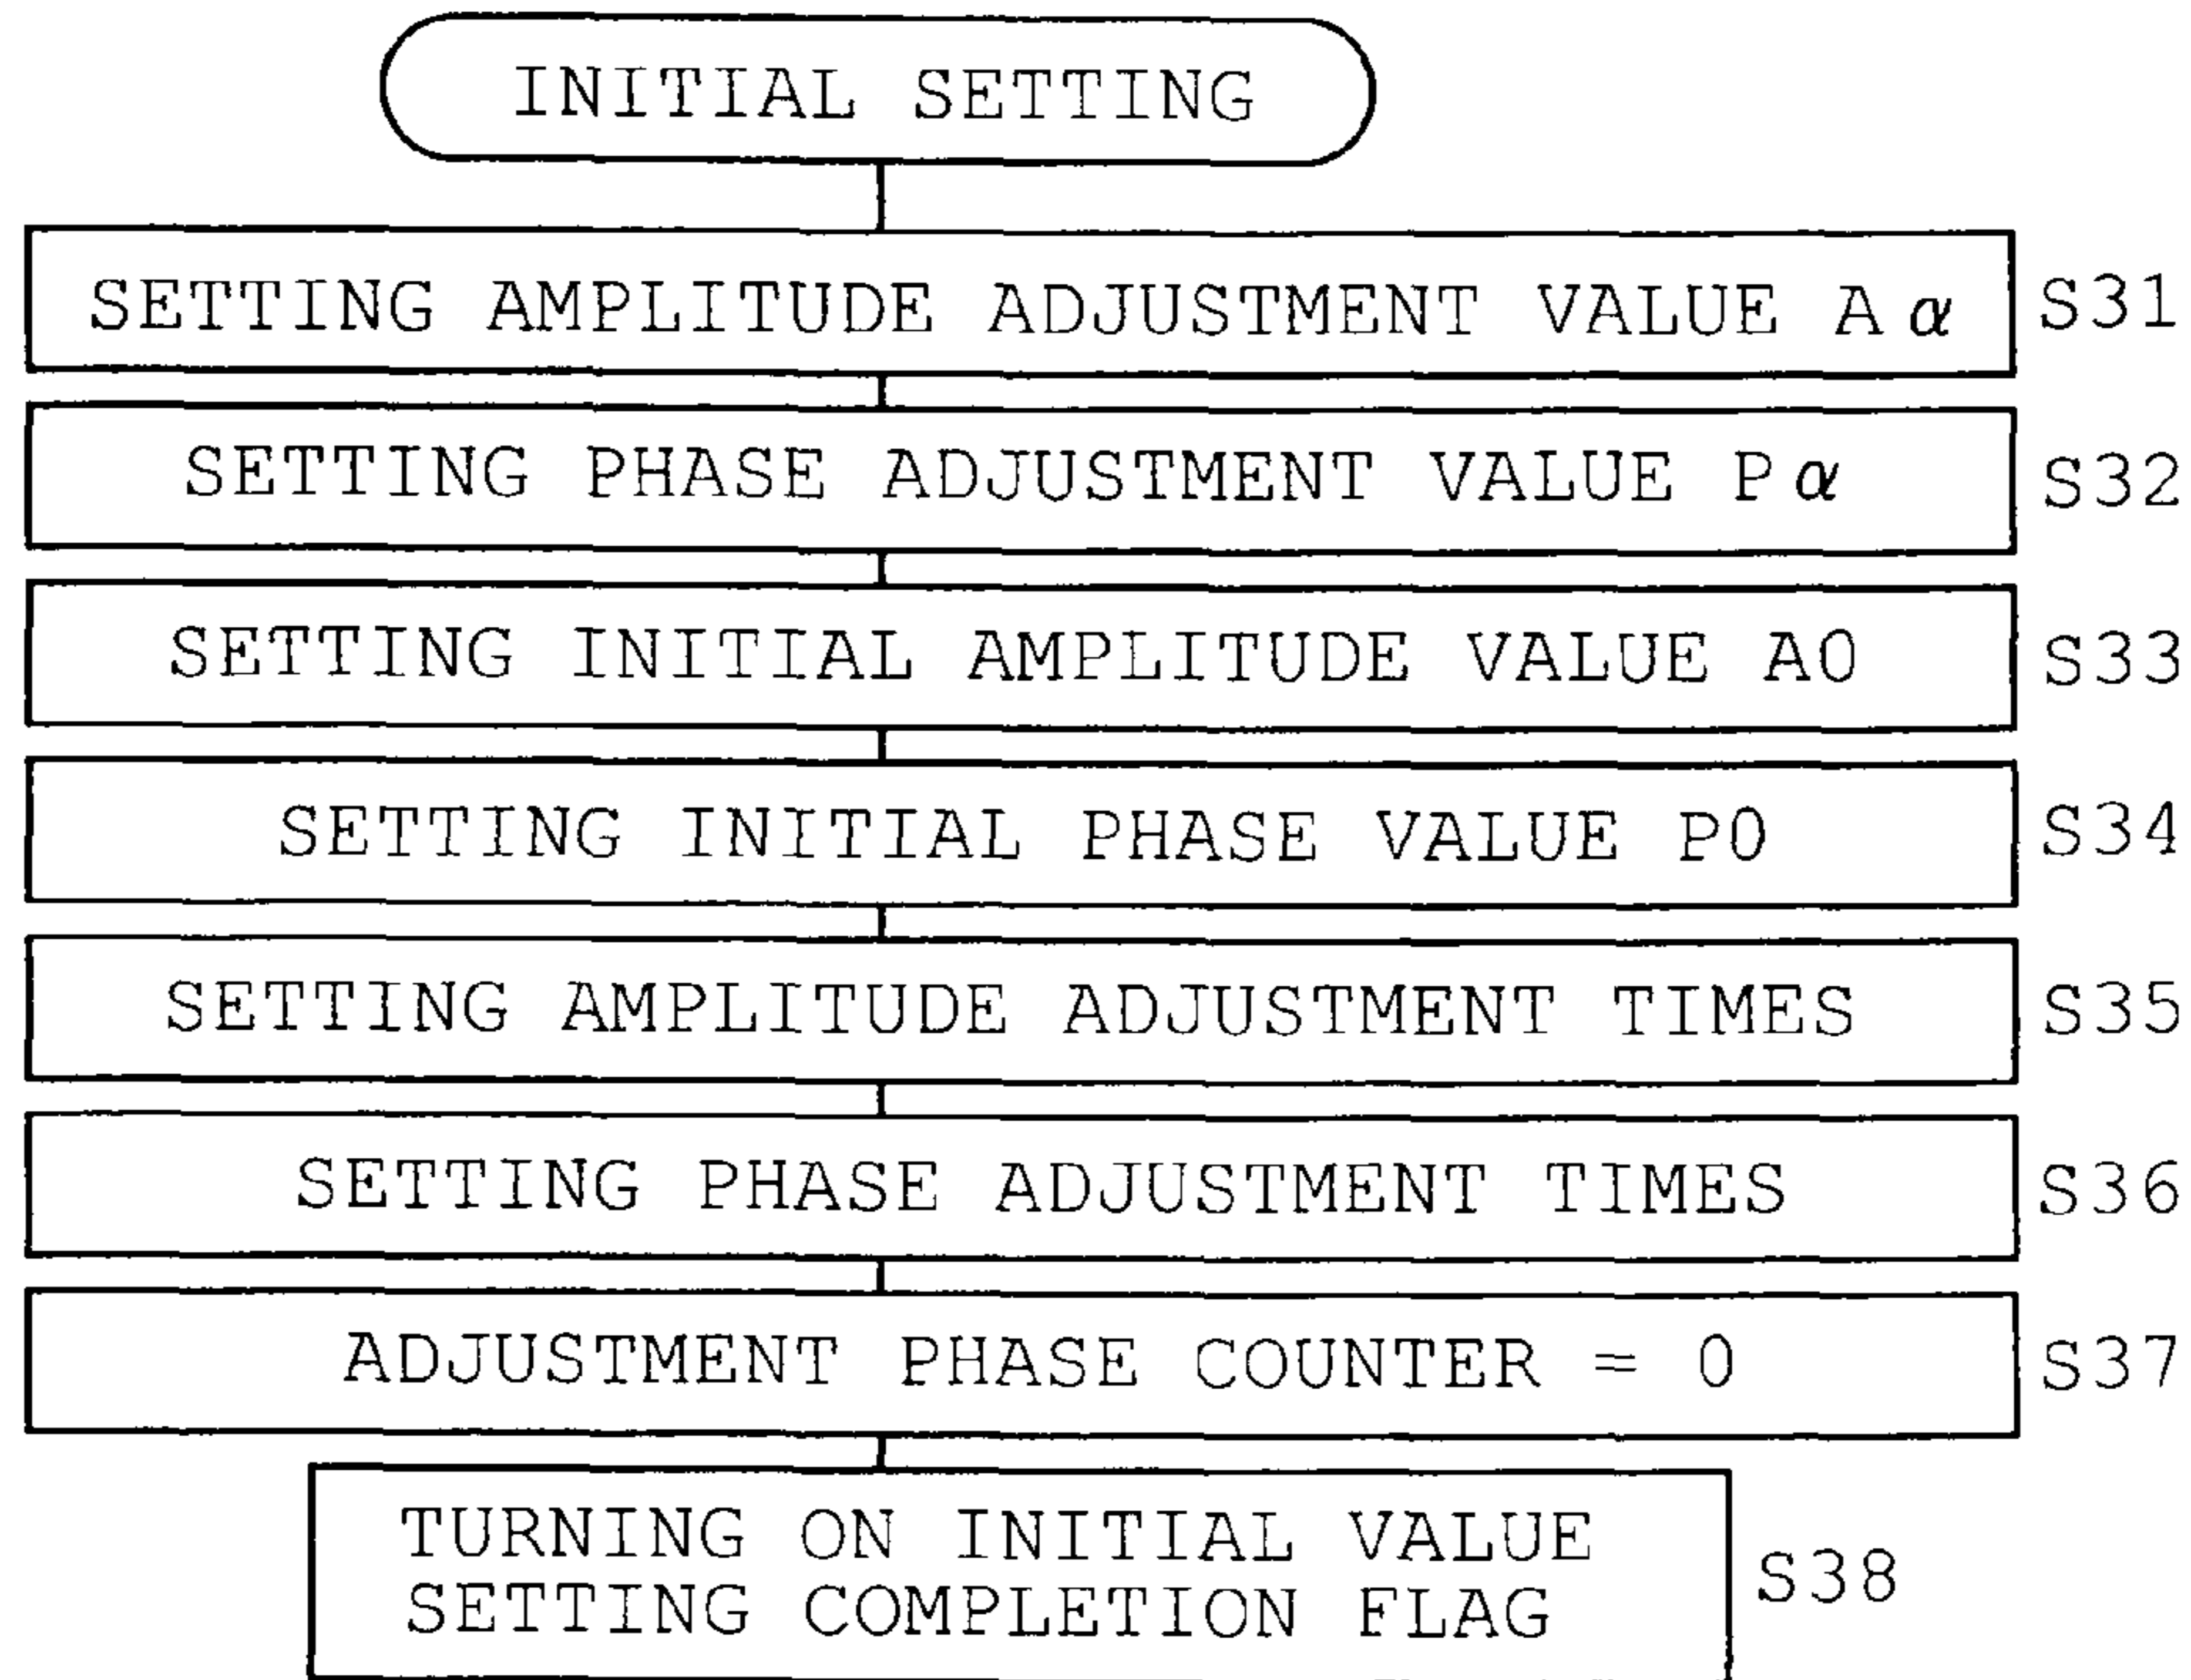 INITIAL SETTING
SETTING AMPLITUDE ADJUSTMENT VALUE Aα S31
SETTING PHASE ADJUSTMENT VALUE Pα S32
SETTING INITIAL AMPLITUDE VALUE A0 S33
SETTING INITIAL PHASE VALUE P0 S34
SETTING AMPLITUDE ADJUSTMENT TIMES S35
SETTING PHASE ADJUSTMENT TIMES S36
ADJUSTMENT PHASE COUNTER = 0 S37
TURNING ON INITIAL VALUE
SETTING COMPLETION FLAG
S38